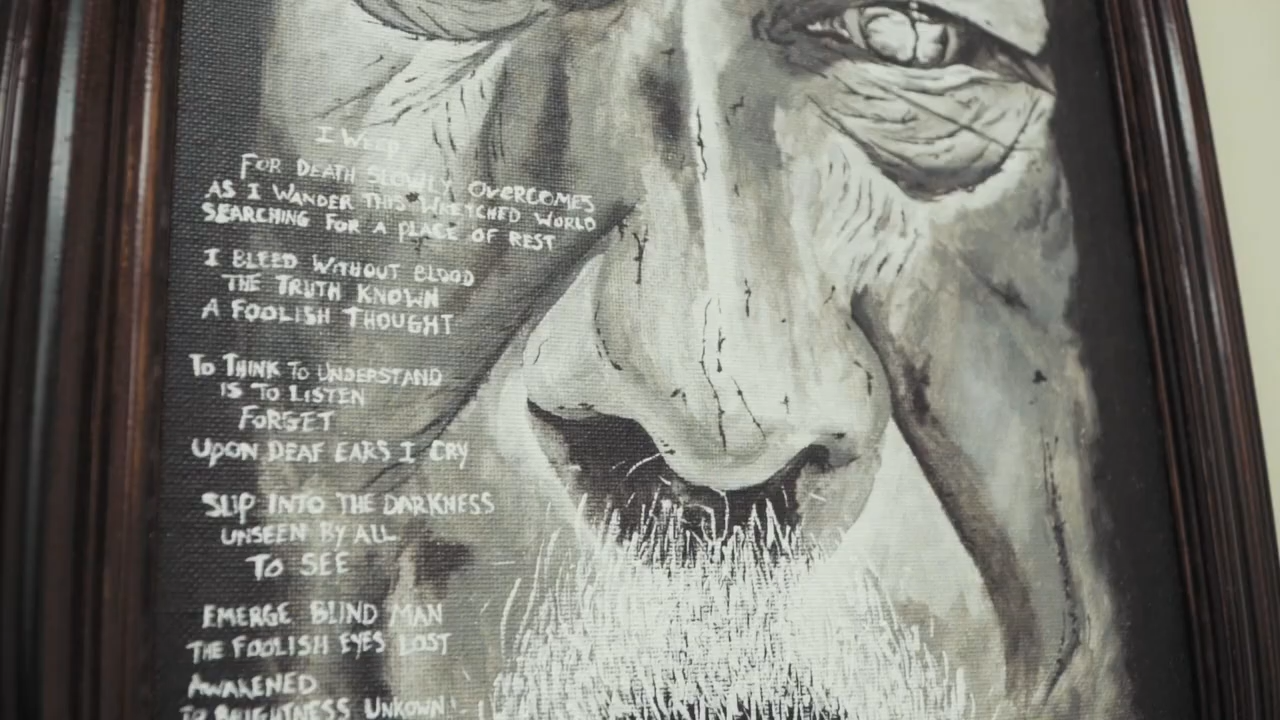 I Weep
FOR DEATH SLOWLY OVERCOMES
AS I WANDER THIS WRETCHED WORLD
SEARCHING FOR A PLACE OF REST
I BLEED WITHOUT BLOOD
THE TRUTH KNOWN
A FOOLISH THOUGHT
TO THINK TO UNDERSTAND
IS TO LISTEN
FORGET
UPON DEAF EARS I CRY
SLIP INTO THE DARKNESS
UNSEEN BY ALL
TO SEE
EMERGE BLIND MAN
THE FOOLISH EYES LOST
AWAKENED
TO BRIGHTNESS UNKOWN